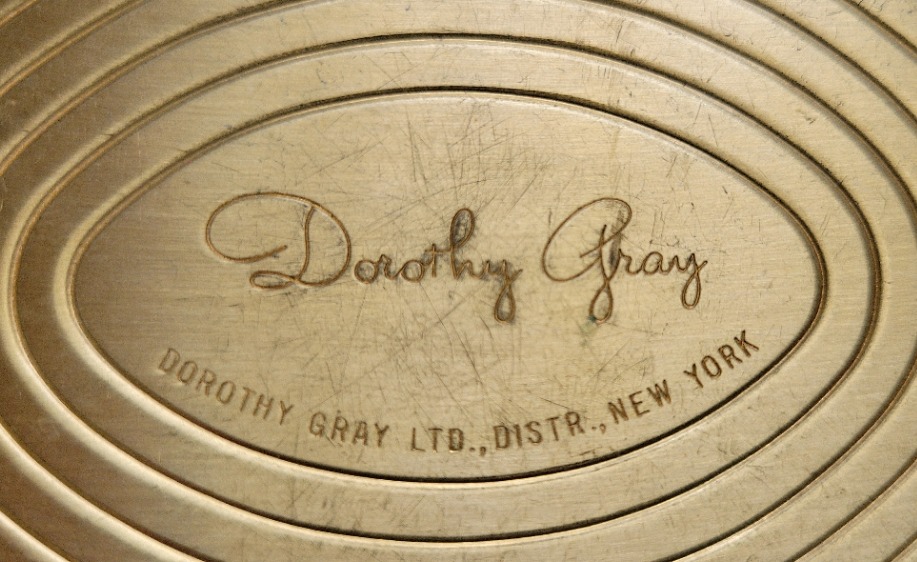 Dorothy Gray
DOROTHY GRAY LTD., DISTR., NEW YORK